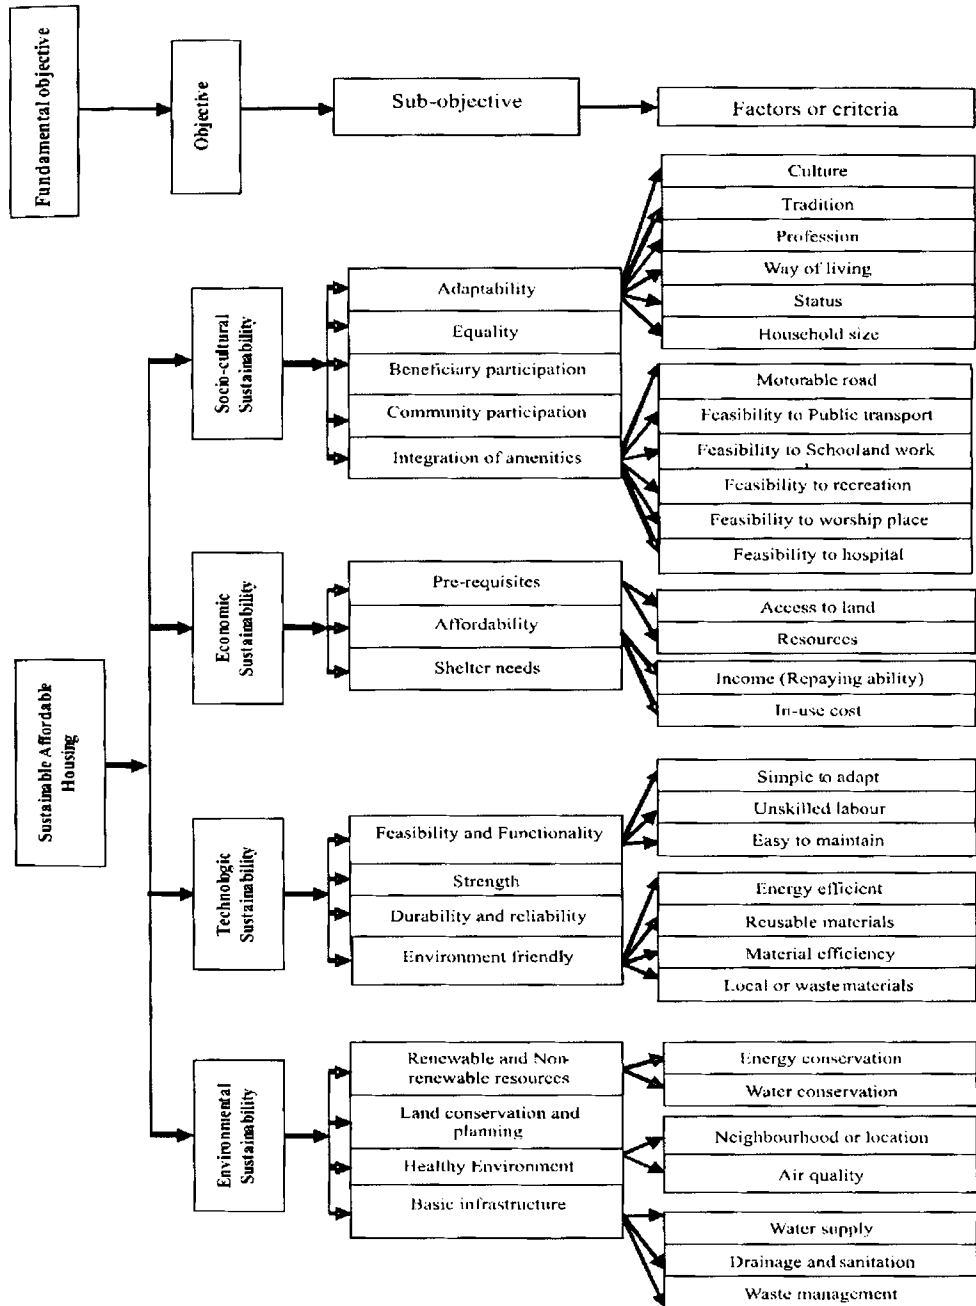 Fundamental objective
Objective
Sub-objective
Factors or criteria
Sustainable Affordable
Housing
Socio-cultural
Sustainability
Adaptability
Equality
Beneficiary participation
Community participation
Integration of amenities
Culture
Tradition
Profession
Way of living
Status
Household size
Motorable road
Feasibility to Public transport
Feasibility to School and work
Feasibility to recreation
Feasibility to worship place
Feasibility to hospital
Economic
Sustainability
Pre-requisites
Affordability
Shelter needs
Access to land
Resources
Income (Repaying ability)
In-use cost
Technologic
Sustainability
Feasibility and Functionality
Strength
Durability and reliability
Environment friendly
Simple to adapt
Unskilled labour
Easy to maintain
Energy efficient
Reusable materials
Material efficiency
Local or waste materials
Environmental
Sustainability
Renewable and Non-
renewable resources
Land conservation and
planning
Healthy Environment
Basic infrastructure
Energy conservation
Water conservation
Neighbourhood or location
Air quality
Water supply
Drainage and sanitation
Waste management